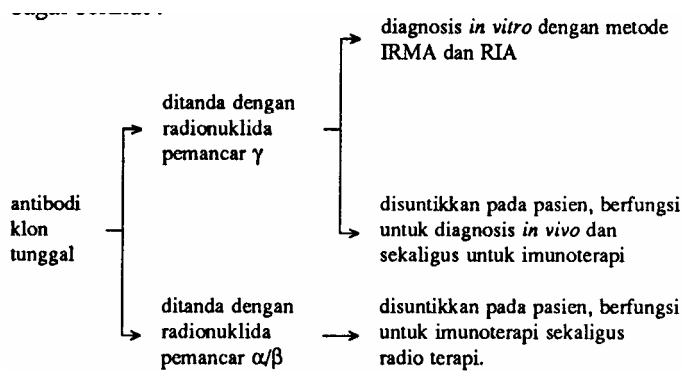 diagnosis in vitro dengan metode
IRMA dan RIA
ditanda dengan
radionuklida
pemancar γ
antibodi
klon
tunggal
disuntikkan pada pasien, berfungsi
untuk diagnosis in vivo dan
sekaligus untuk imunoterapi
ditanda dengan
radionuklida
pemancar α/β
disuntikkan pada pasien, berfungsi
untuk imunoterapi sekaligus
radio terapi.